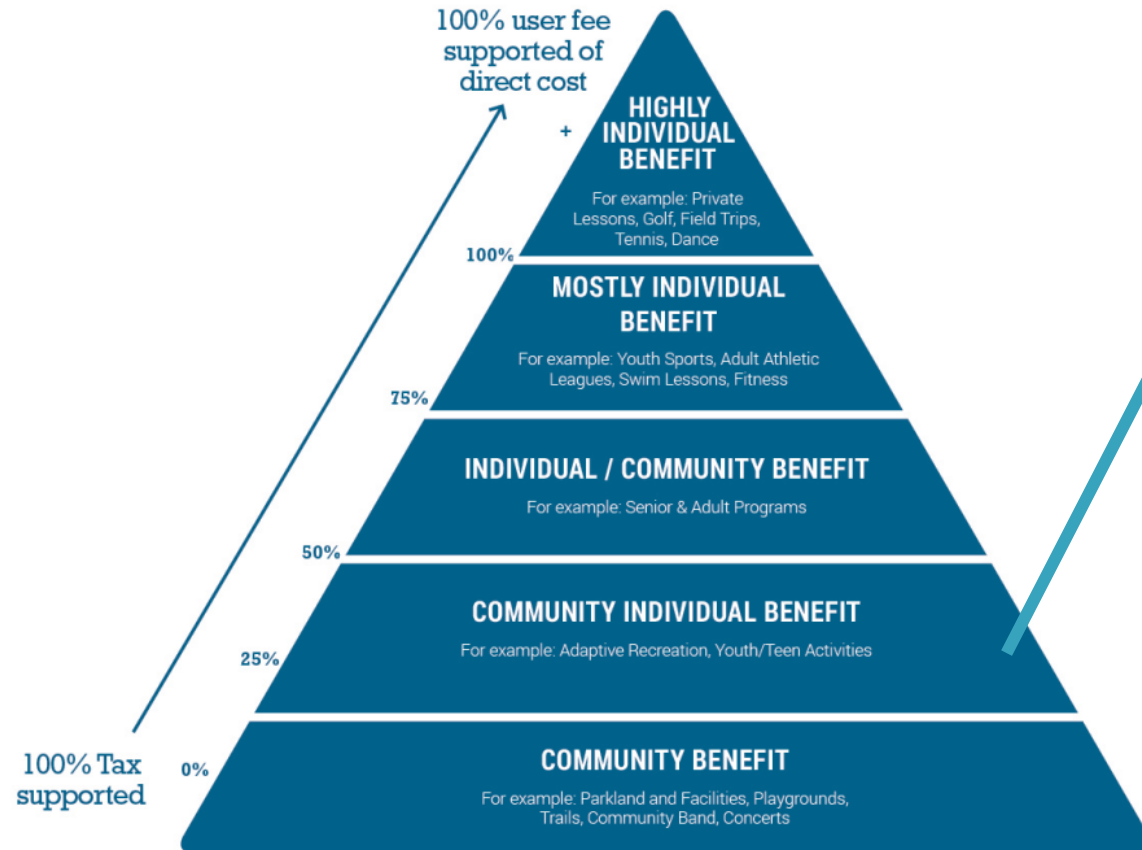 100% user fee
supported of
direct cost
+
HIGHLY
INDIVIDUAL
BENEFIT
For example: Private
Lessons, Golf, Field Trips,
Tennis, Dance
100%
MOSTLY INDIVIDUAL
BENEFIT
For example: Youth Sports, Adult Athletic
Leagues, Swim Lessons, Fitness
75%
INDIVIDUAL / COMMUNITY BENEFIT
For example: Senior & Adult Programs
50%
COMMUNITY INDIVIDUAL BENEFIT
For example: Adaptive Recreation, Youth/Teen Activities
25%
100% Tax
supported
0%
COMMUNITY BENEFIT
For example: Parkland and Facilities, Playgrounds,
Trails, Community Band, Concerts